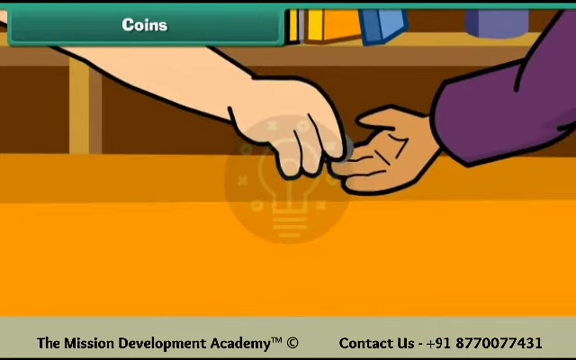 Coins
The Mission Development Academy™ © Contact Us - +91 8770077431